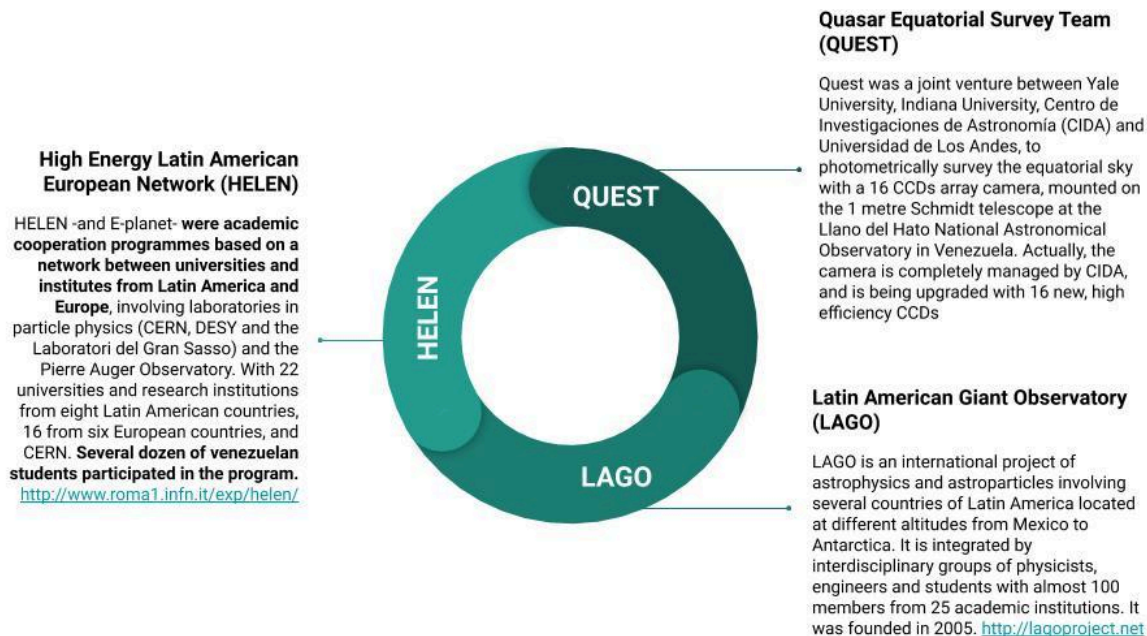 High Energy Latin American
European Network (HELEN)
HELEN -and E-planet- were academic
cooperation programmes based on a
network between universities and
institutes from Latin America and
Europe, involving laboratories in
particle physics (CERN, DESY and the
Laboratori del Gran Sasso) and the
Pierre Auger Observatory. With 22
universities and research institutions
from eight Latin American countries,
16 from six European countries, and
CERN. Several dozen of venezuelan
students participated in the program.
http://www.roma1.infn.it/exp/helen/
HELEN
QUEST
LAGO
Quasar Equatorial Survey Team
(QUEST)
Quest was a joint venture between Yale
University, Indiana University, Centro de
Investigaciones de Astronomía (CIDA) and
Universidad de Los Andes, to
photometrically survey the equatorial sky
with a 16 CCDs array camera, mounted on
the 1 metre Schmidt telescope at the
Llano del Hato National Astronomical
Observatory in Venezuela. Actually, the
camera is completely managed by CIDA,
and is being upgraded with 16 new, high
efficiency CCDs
Latin American Giant Observatory
(LAGO)
LAGO is an international project of
astrophysics and astroparticles involving
several countries of Latin America located
at different altitudes from Mexico to
Antarctica. It is integrated by
interdisciplinary groups of physicists,
engineers and students with almost 100
members from 25 academic institutions. It
was founded in 2005. http://lagoproject.net